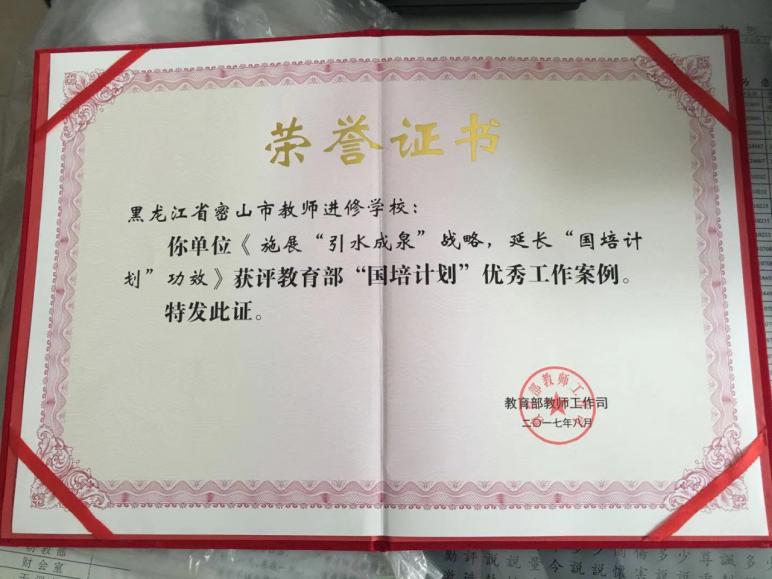 荣誉证书
黑龙江省密山市教师进修学校：
你单位《施展“引水成泉”战略，延长“国培计
划”功效》获评教育部“国培计划”优秀工作案例。
特发此证。
教育部教师工作司
二〇一七年八月
财会室